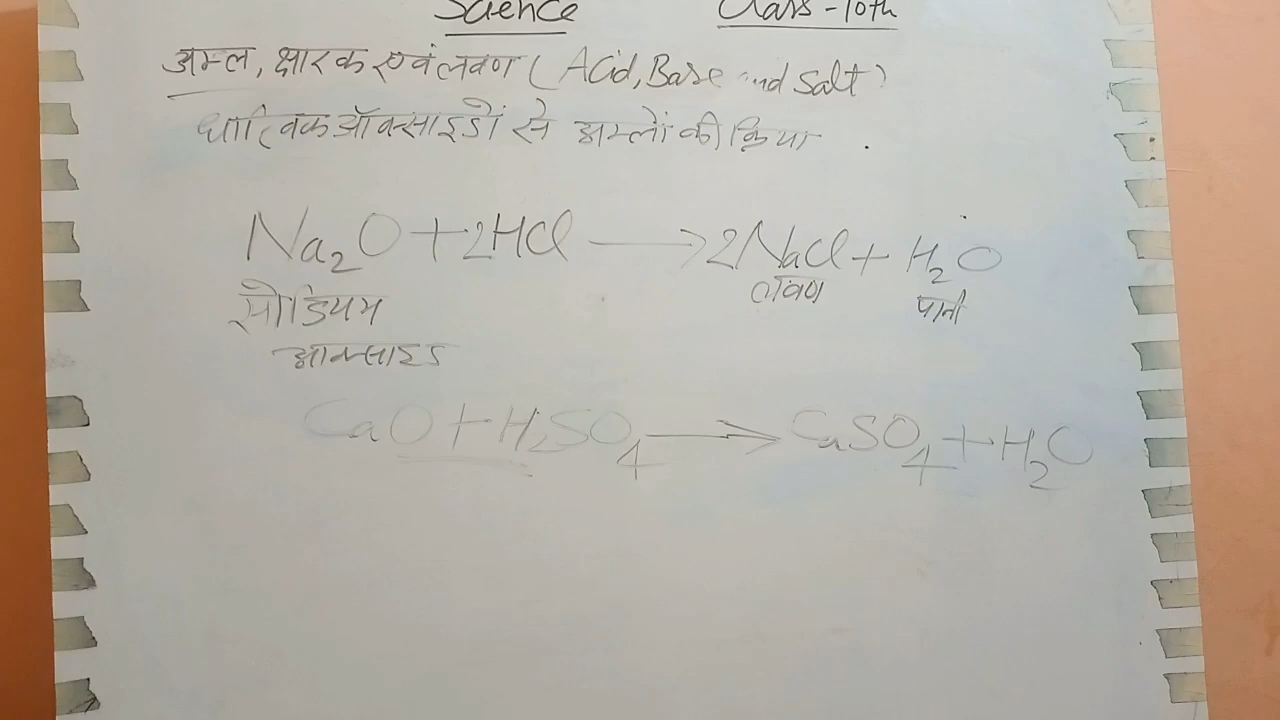 Science Class-10th
अम्ल, क्षारक एवं लवण (Acid, Base and Salt)
धात्विक ऑक्साइडों से अम्लों की क्रिया
Na₂O + 2HCl ⟶ 2NaCl + H₂O
लवण पानी
सोडियम
आक्साइड
CaO + H₂SO₄ ⟶ CaSO₄ + H₂O